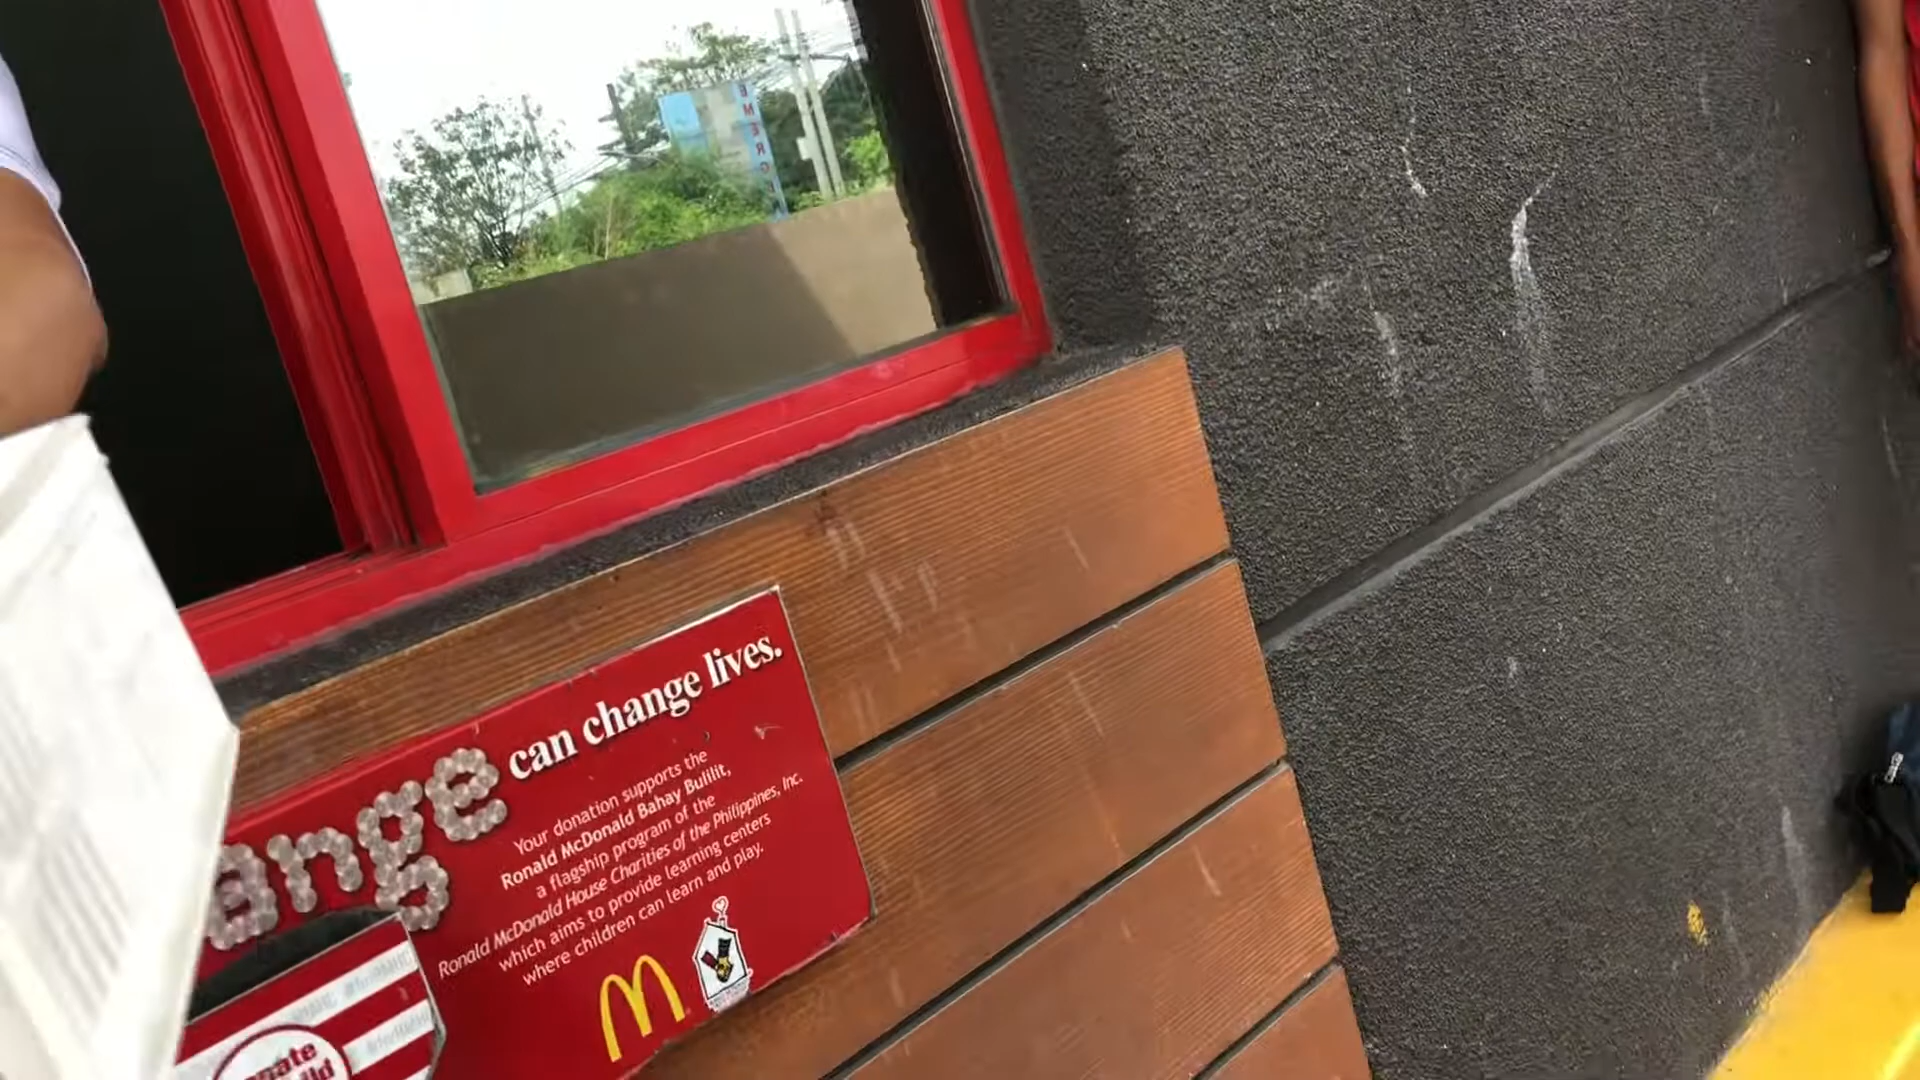 ange can change lives.
Your donation supports the
Ronald McDonald Bahay Bulilit,
a flagship program of the
Ronald McDonald House Charities of the Philippines, Inc.
which aims to provide learning centers
where children can learn and play.